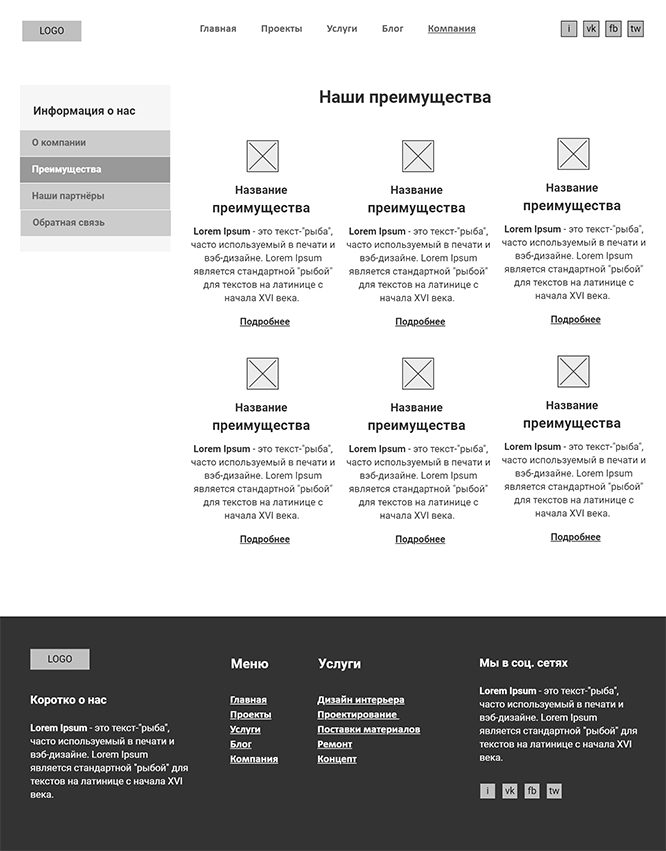 LOGO
Главная Проекты Услуги Блог Компания
i vk fb tw
Информация о нас
О компании
Преимущества
Наши партнёры
Обратная связь
Наши преимущества
Название
преимущества
Lorem Ipsum - это текст-"рыба",
часто используемый в печати и
вэб-дизайне. Lorem Ipsum
является стандартной "рыбой"
для текстов на латинице с
начала XVI века.
Подробнее
Название
преимущества
Lorem Ipsum - это текст-"рыба",
часто используемый в печати и
вэб-дизайне. Lorem Ipsum
является стандартной "рыбой"
для текстов на латинице с
начала XVI века.
Подробнее
Название
преимущества
Lorem Ipsum - это текст-"рыба",
часто используемый в печати и
вэб-дизайне. Lorem Ipsum
является стандартной "рыбой"
для текстов на латинице с
начала XVI века.
Подробнее
Название
преимущества
Lorem Ipsum - это текст-"рыба",
часто используемый в печати и
вэб-дизайне. Lorem Ipsum
является стандартной "рыбой"
для текстов на латинице с
начала XVI века.
Подробнее
Название
преимущества
Lorem Ipsum - это текст-"рыба",
часто используемый в печати и
вэб-дизайне. Lorem Ipsum
является стандартной "рыбой"
для текстов на латинице с
начала XVI века.
Подробнее
Название
преимущества
Lorem Ipsum - это текст-"рыба",
часто используемый в печати и
вэб-дизайне. Lorem Ipsum
является стандартной "рыбой"
для текстов на латинице с
начала XVI века.
Подробнее
LOGO
Коротко о нас
Lorem Ipsum - это текст-"рыба",
часто используемый в печати и
вэб-дизайне. Lorem Ipsum
является стандартной "рыбой" для
текстов на латинице с начала XVI
века.
Меню
Главная
Проекты
Услуги
Блог
Компания
Услуги
Дизайн интерьера
Проектирование
Поставки материалов
Ремонт
Концепт
Мы в соц. сетях
Lorem Ipsum - это текст-"рыба",
часто используемый в печати и
вэб-дизайне. Lorem Ipsum
является стандартной "рыбой" для
текстов на латинице с начала XVI
века.
i vk fb tw